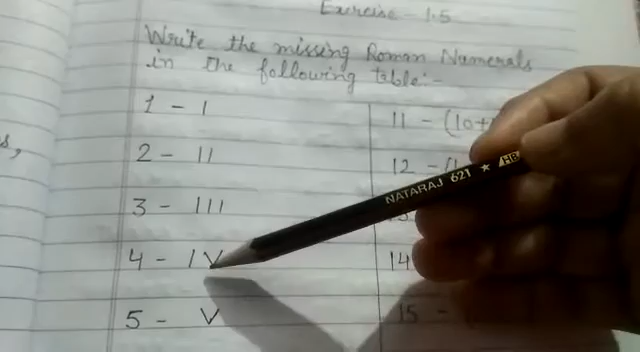 Exercise - 1.5
Write the missing Roman Numerals
in the following table:-
1 - I
2 - II
3 - III
4 - IV
5 - V
11 - (10+
12 - (1
14
15 -
NATARAJ 621 ★ HB
s,